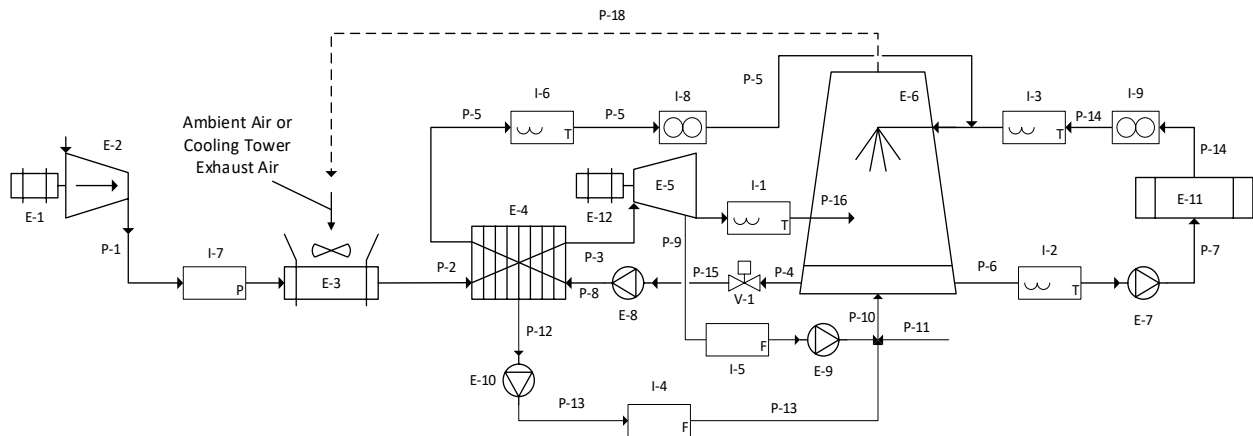 P-18
I-6
I-8
P-5
P-5
P-5
E-6
I-3
P-14
I-9
Ambient Air or
Cooling Tower
Exhaust Air
E-2
T
T
P-14
E-1
E-4
E-12
E-5
I-1
P-16
E-11
T
P-1
I-7
P-2
P-3
P-9
P-15
P-4
P-6
I-2
P-7
P
E-3
P-8
E-8
V-1
T
E-7
P-12
P-10
P-11
F
I-5
E-9
E-10
P-13
I-4
P-13
F